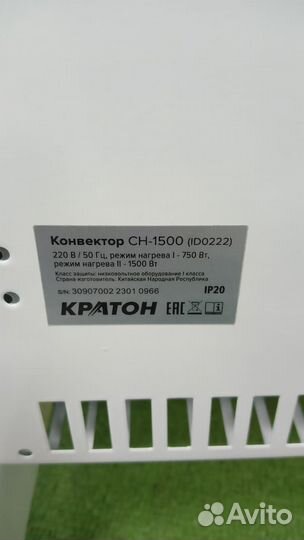 Конвектор CH-1500 (ID0222)
220 В / 50 Гц, режим нагрева I - 750 Вт,
режим нагрева II - 1500 Вт
Класс защиты: низковольтное оборудование I класса
Страна-изготовитель: Китайская Народная Республика
S/N: 30907002 2301 0966
IP20
КРАТОН
EAC
Avito